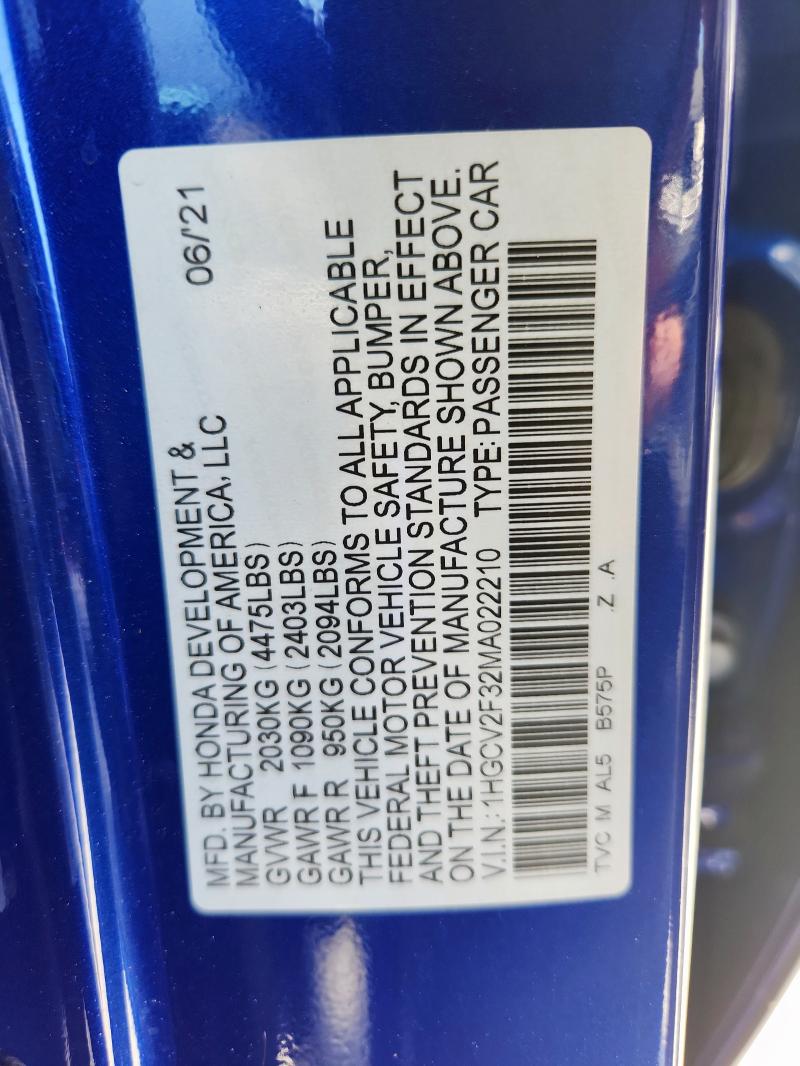 MFD. BY HONDA DEVELOPMENT &
MANUFACTURING OF AMERICA, LLC 06/'21
GVWR 2030KG (4475LBS)
GAWR F 1090KG (2403LBS)
GAWR R 950KG (2094LBS)
THIS VEHICLE CONFORMS TO ALL APPLICABLE
FEDERAL MOTOR VEHICLE SAFETY, BUMPER,
AND THEFT PREVENTION STANDARDS IN EFFECT
ON THE DATE OF MANUFACTURE SHOWN ABOVE.
V.I.N.: 1HGCV2F32MA022210 TYPE: PASSENGER CAR
TVC M AL5 B575P .Z .A